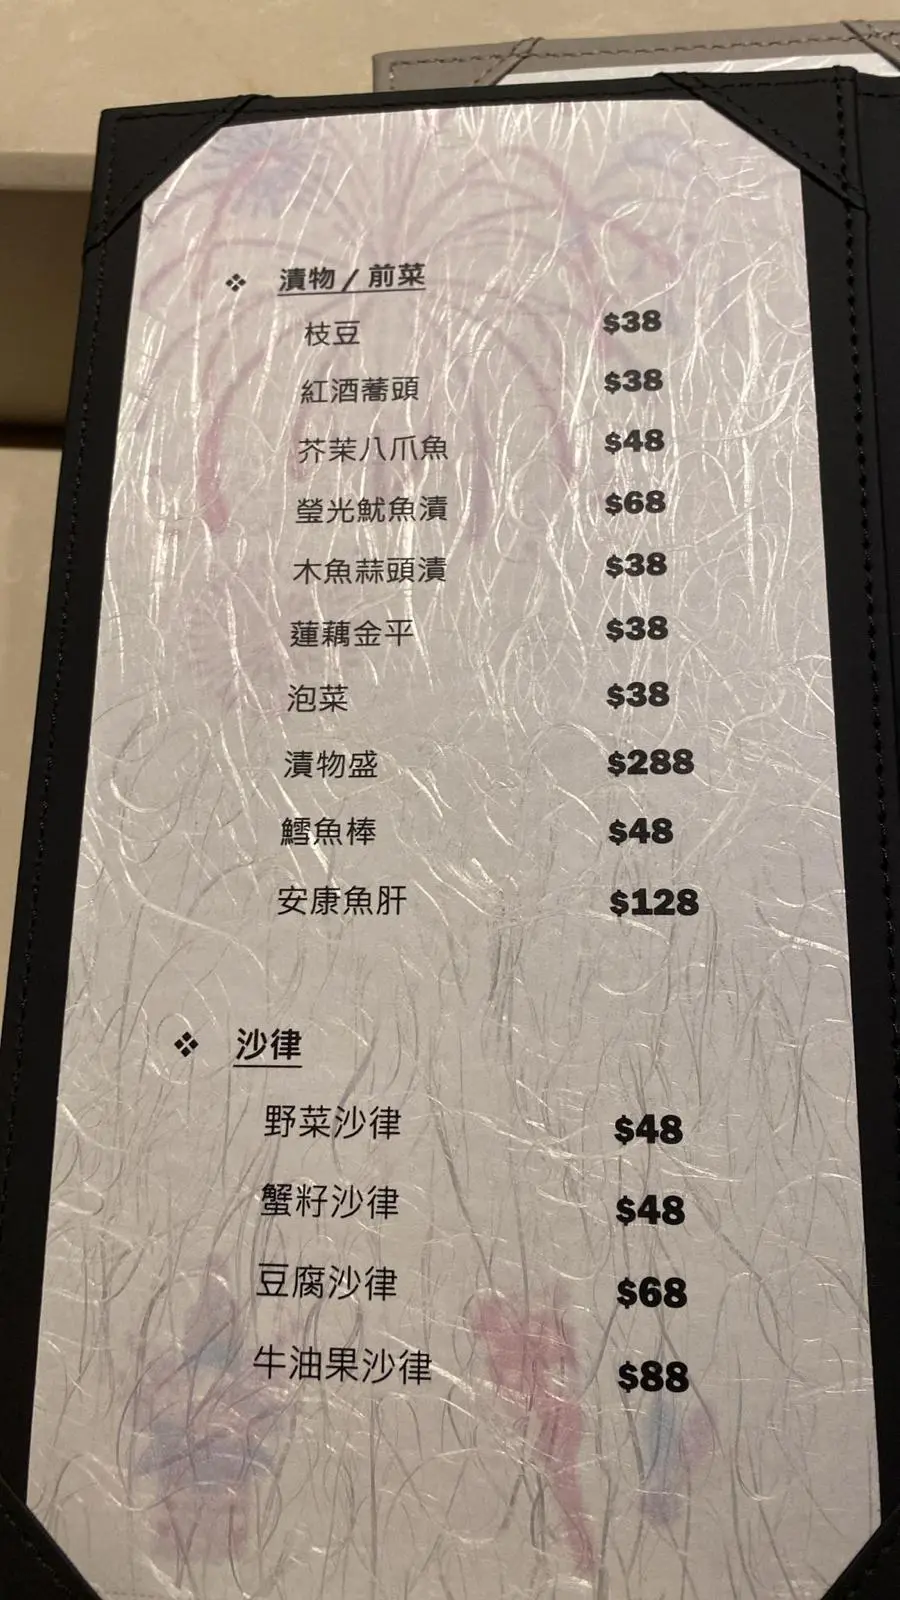 ❖ 漬物 / 前菜
枝豆 $38
紅酒蕎頭 $38
芥茉八爪魚 $48
瑩光魷魚漬 $68
木魚蒜頭漬 $38
蓮藕金平 $38
泡菜 $38
漬物盛 $288
鱈魚棒 $48
安康魚肝 $128
❖ 沙律
野菜沙律 $48
蟹籽沙律 $48
豆腐沙律 $68
牛油果沙律 $88